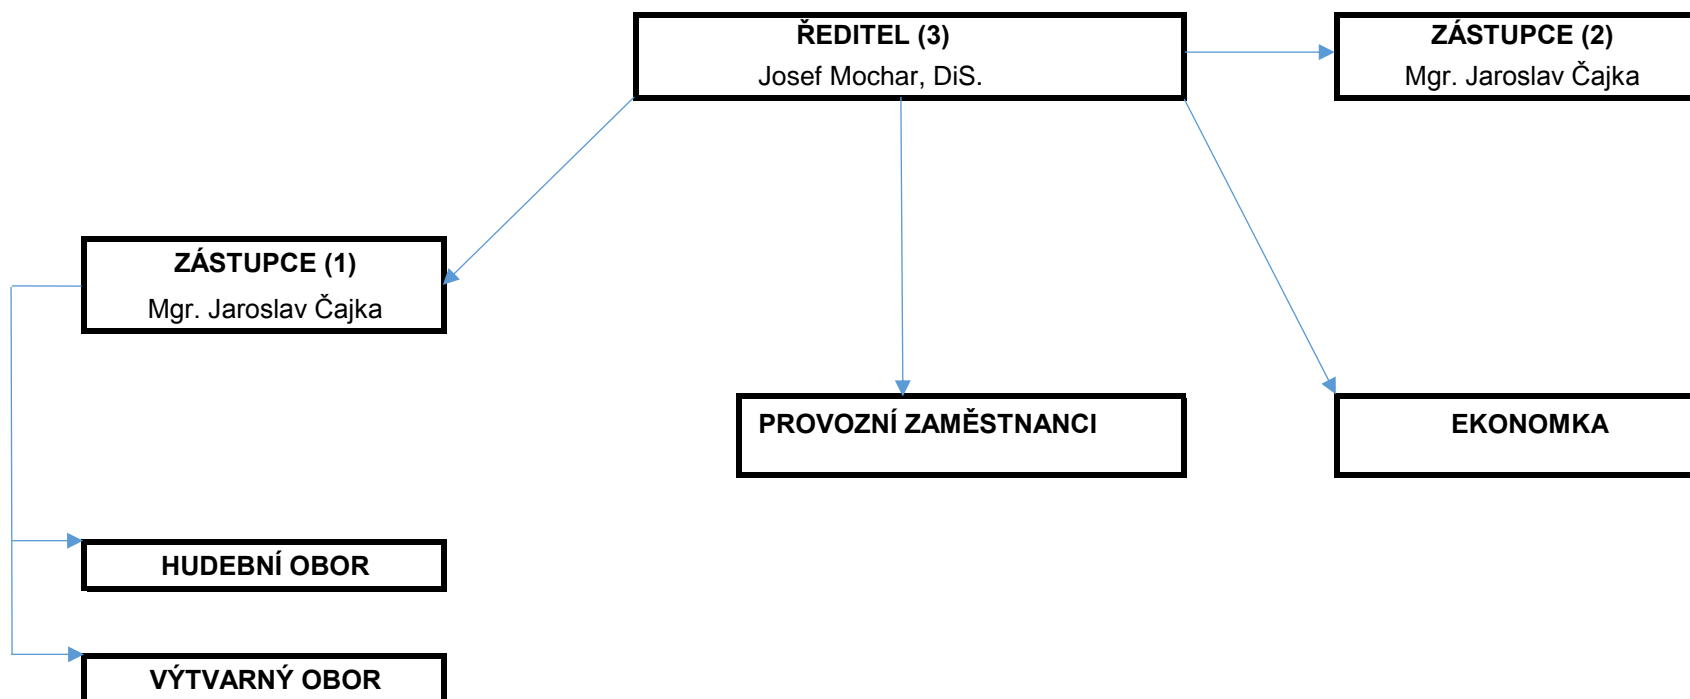 ŘEDITEL (3)
Josef Mochar, DiS.
ZÁSTUPCE (2)
Mgr. Jaroslav Čajka
ZÁSTUPCE (1)
Mgr. Jaroslav Čajka
PROVOZNÍ ZAMĚSTNANCI
EKONOMKA
HUDEBNÍ OBOR
VÝTVARNÝ OBOR